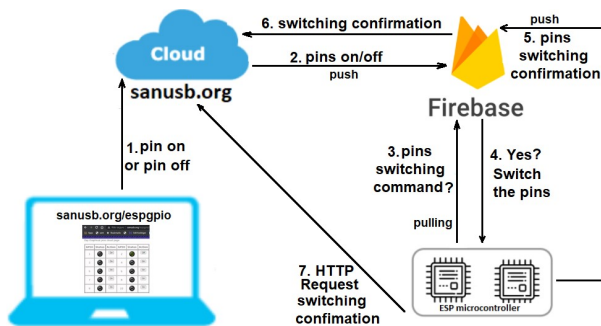 6. switching confirmation
push
Cloud
2. pins on/off
push
5. pins
switching
confirmation
sanusb.org
Firebase
1. pin on
or pin off
3. pins
switching
command?
4. Yes?
Switch
the pins
pulling
sanusb.org/espgpio
7. HTTP
Request
switching
confimation
ESP microcontroller